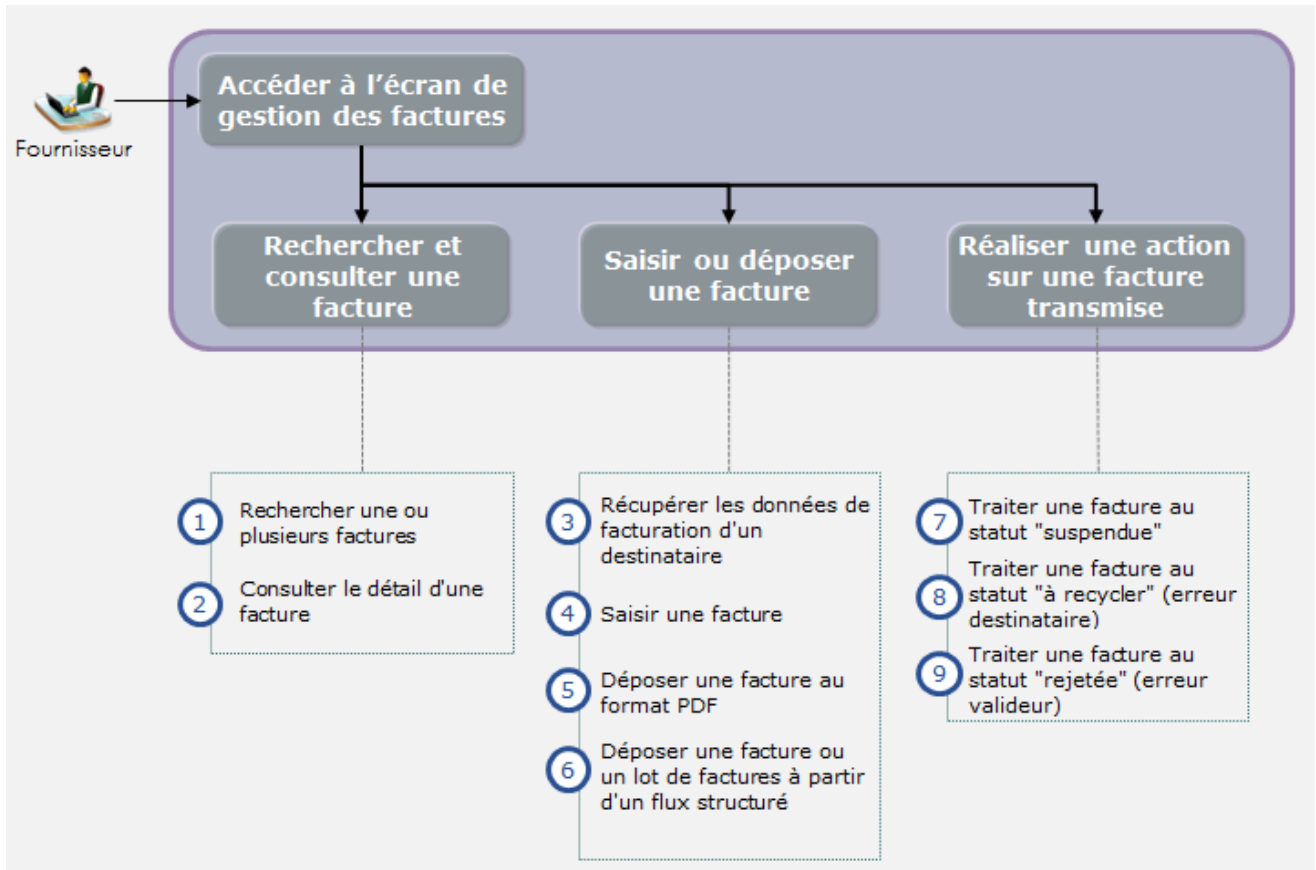 Accéder à l'écran de
gestion des factures
Fournisseur
Rechercher et
consulter une
facture
Saisir ou déposer
une facture
Réaliser une action
sur une facture
transmise
1
Rechercher une ou
plusieurs factures
2
Consulter le détail d'une
facture
3
Récupérer les données de
facturation d'un
destinataire
4
Saisir une facture
5
Déposer une facture au
format PDF
6
Déposer une facture ou
un lot de factures à partir
d'un flux structuré
7
Traiter une facture au
statut "suspendue"
8
Traiter une facture au
statut "à recycler" (erreur
destinataire)
9
Traiter une facture au
statut "rejetée" (erreur
valideur)